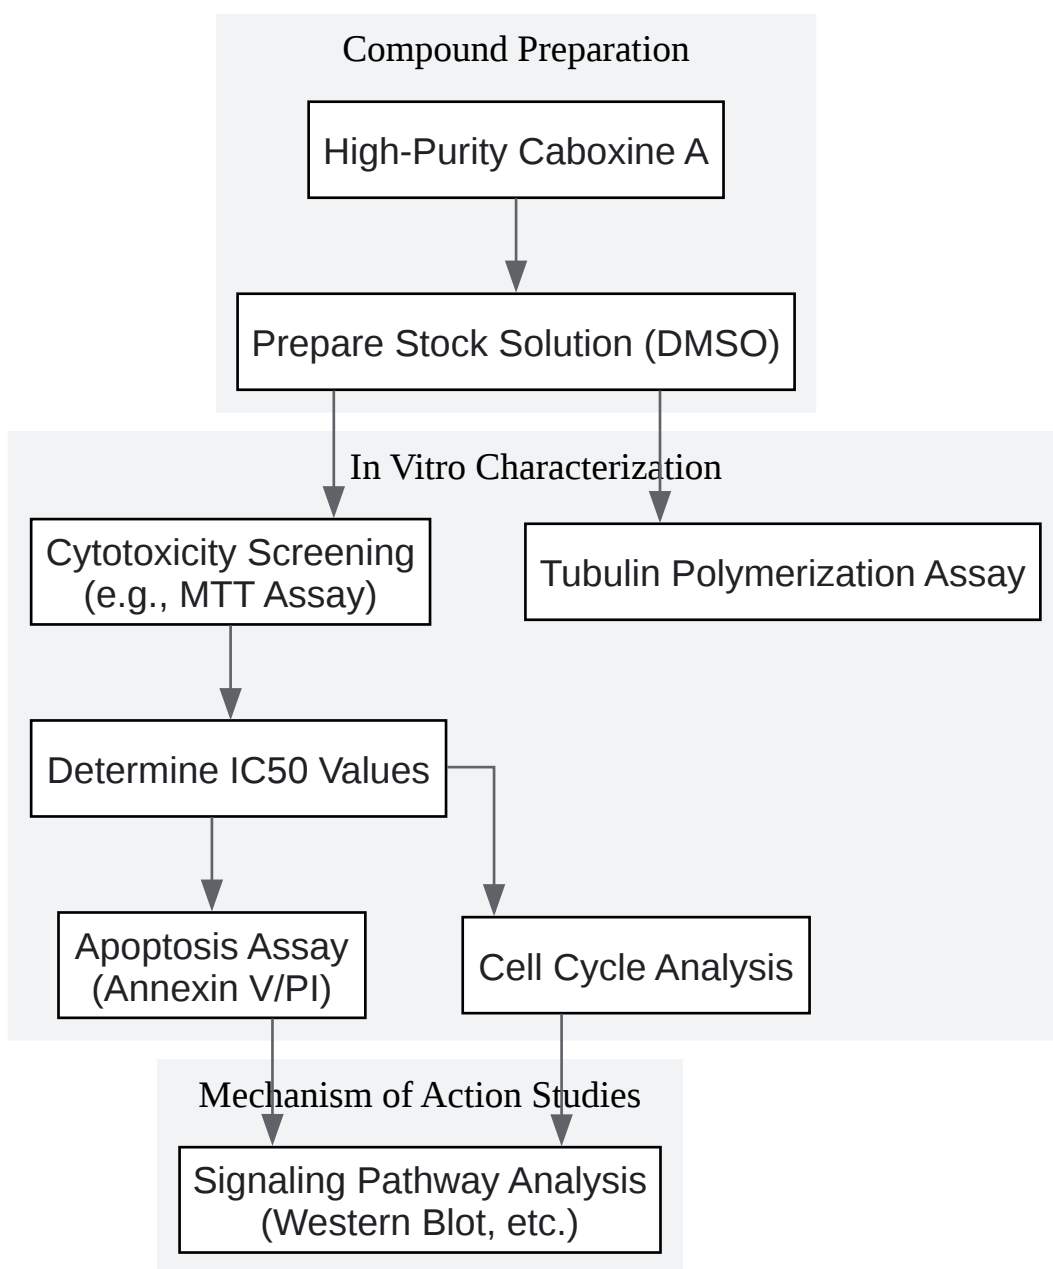 Compound Preparation
High-Purity Caboxine A
Prepare Stock Solution (DMSO)
In Vitro Characterization
Cytotoxicity Screening
(e.g., MTT Assay)
Tubulin Polymerization Assay
Determine IC50 Values
Apoptosis Assay
(Annexin V/PI)
Cell Cycle Analysis
Mechanism of Action Studies
Signaling Pathway Analysis
(Western Blot, etc.)